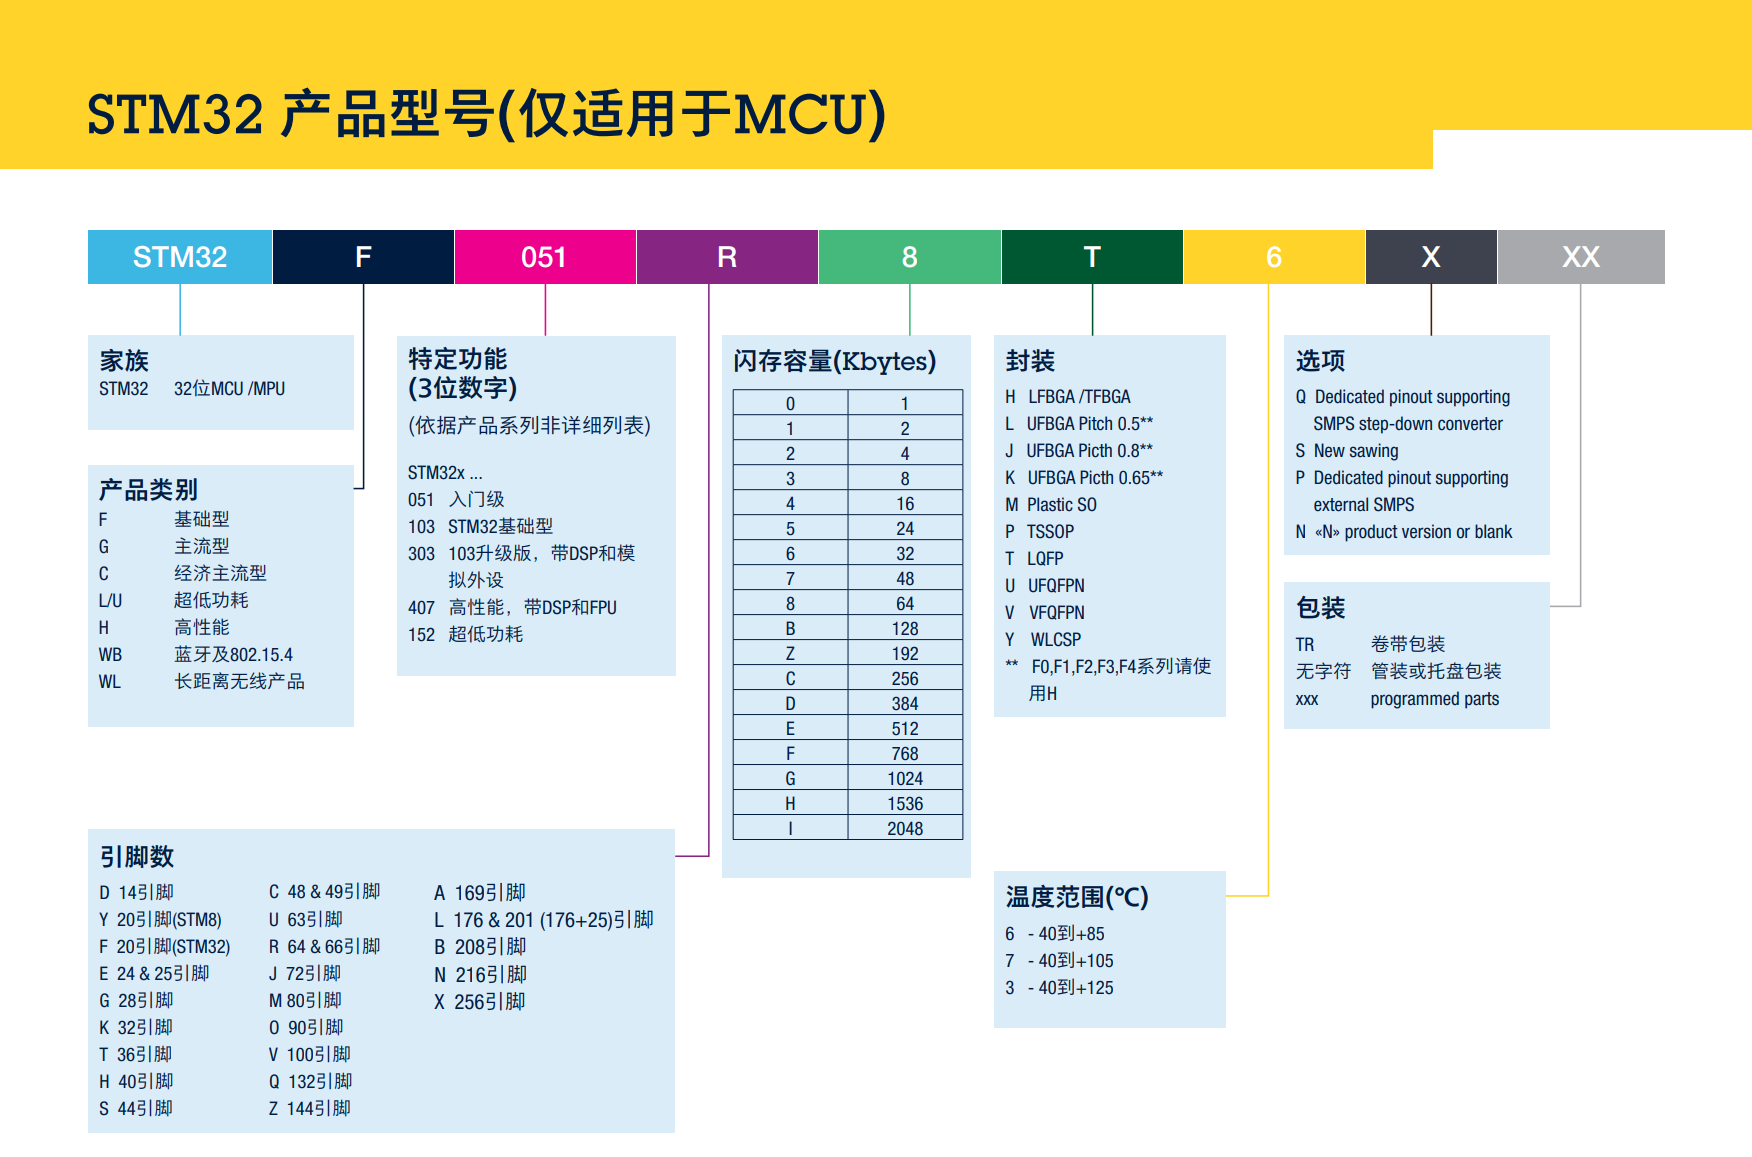 STM32 产品型号(仅适用于MCU)
STM32 F 051 R 8 T 6 X XX
家族
STM32 32位MCU /MPU
产品类别
F 基础型
G 主流型
C 经济主流型
L/U 超低功耗
H 高性能
WB 蓝牙及802.15.4
WL 长距离无线产品
特定功能
(3位数字)
(依据产品系列非详细列表)
STM32x ...
051 入门级
103 STM32基础型
303 103升级版，带DSP和模
拟外设
407 高性能，带DSP和FPU
152 超低功耗
引脚数
D 14引脚
Y 20引脚(STM8)
F 20引脚(STM32)
E 24 & 25引脚
G 28引脚
K 32引脚
T 36引脚
H 40引脚
S 44引脚
C 48 & 49引脚
U 63引脚
R 64 & 66引脚
J 72引脚
M 80引脚
O 90引脚
V 100引脚
Q 132引脚
Z 144引脚
A 169引脚
L 176 & 201 (176+25)引脚
B 208引脚
N 216引脚
X 256引脚
闪存容量(Kbytes)
0 1
1 2
2 4
3 8
4 16
5 24
6 32
7 48
8 64
B 128
Z 192
C 256
D 384
E 512
F 768
G 1024
H 1536
I 2048
封装
H LFBGA /TFBGA
L UFBGA Pitch 0.5**
J UFBGA Picth 0.8**
K UFBGA Picth 0.65**
M Plastic SO
P TSSOP
T LQFP
U UFQFPN
V VFQFPN
Y WLCSP
** F0,F1,F2,F3,F4系列请使
用H
温度范围(℃)
6 - 40到+85
7 - 40到+105
3 - 40到+125
选项
Q Dedicated pinout supporting
SMPS step-down converter
S New sawing
P Dedicated pinout supporting
external SMPS
N «N» product version or blank
包装
TR 卷带包装
无字符 管装或托盘包装
xxx programmed parts